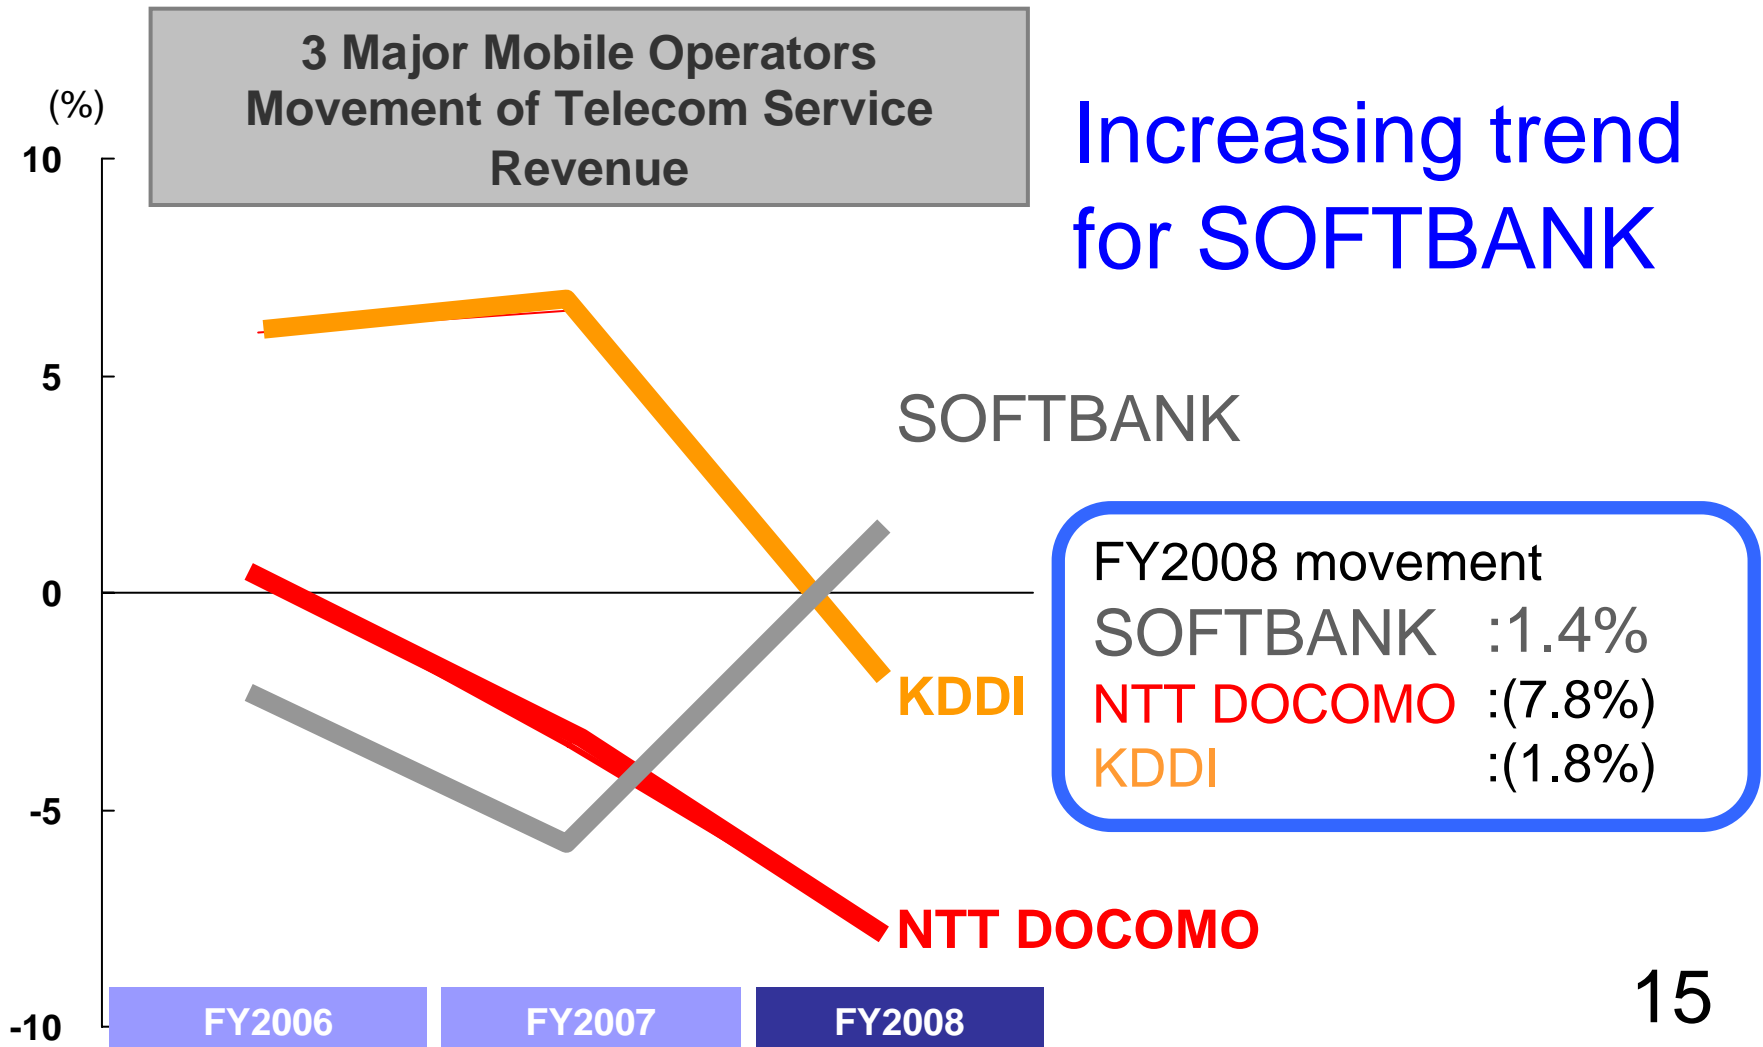 3 Major Mobile Operators
Movement of Telecom Service
Revenue
Increasing trend
for SOFTBANK
(%)
10
5
0
-5
-10
SOFTBANK
KDDI
NTT DOCOMO
FY2008 movement
SOFTBANK :1.4%
NTT DOCOMO :(7.8%)
KDDI :(1.8%)
FY2006 FY2007 FY2008
15